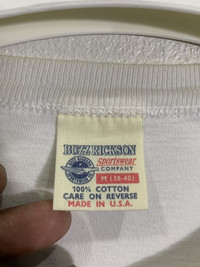 BUZZ RICKSON
Sportswear
COMPANY
M (38-40)
100% COTTON
CARE ON REVERSE
MADE IN U.S.A.